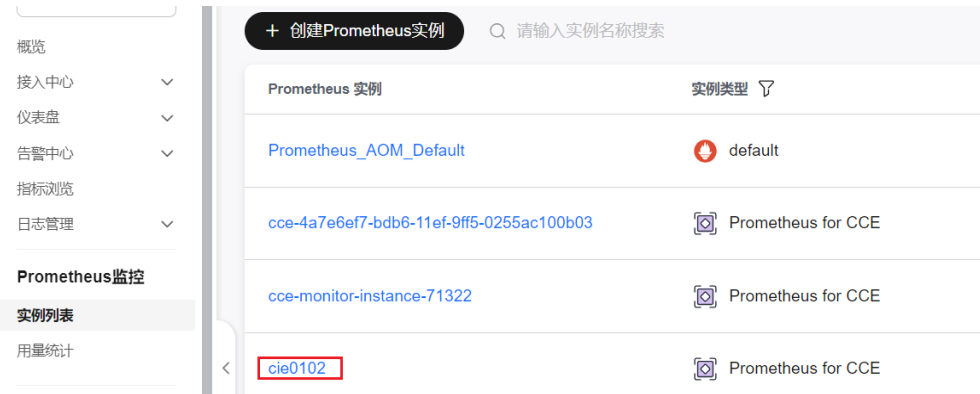 概览
接入中心
仪表盘
告警中心
指标浏览
日志管理
Prometheus监控
实例列表
用量统计
+ 创建Prometheus实例
请输入实例名称搜索
Prometheus 实例 实例类型
Prometheus_AOM_Default default
cce-4a7e6ef7-bdb6-11ef-9ff5-0255ac100b03 Prometheus for CCE
cce-monitor-instance-71322 Prometheus for CCE
cie0102 Prometheus for CCE